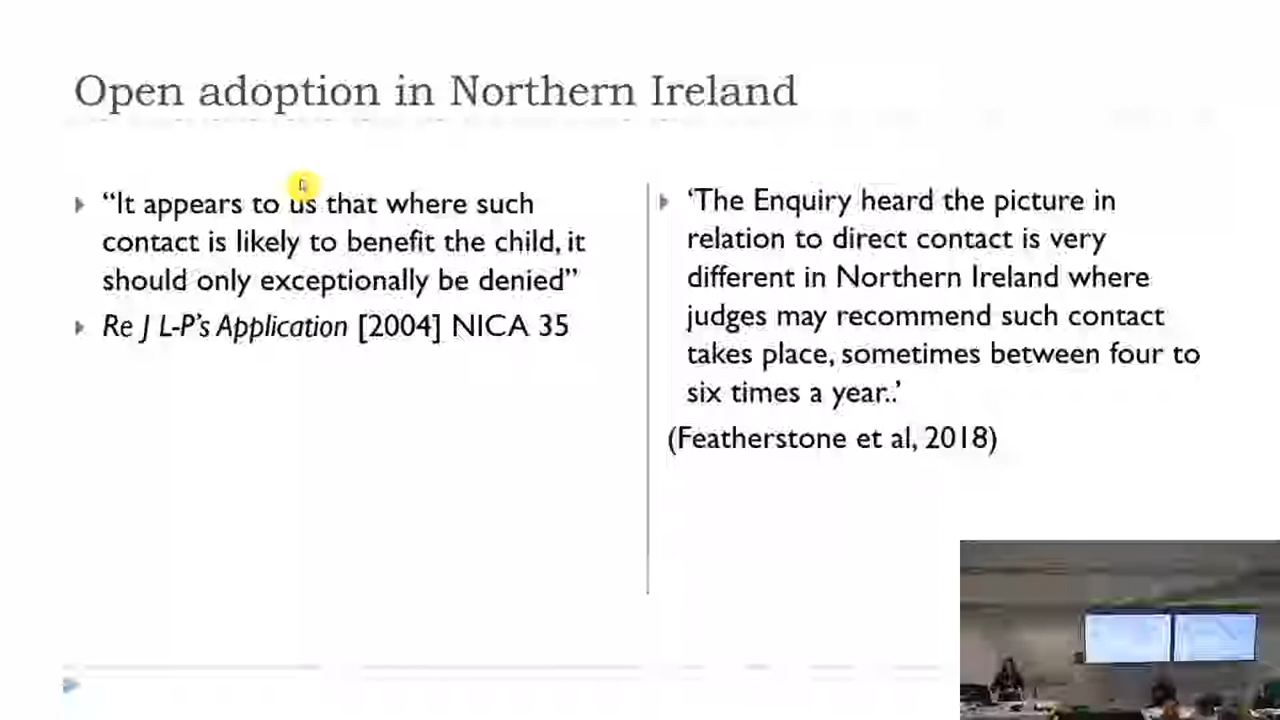 Open adoption in Northern Ireland
“It appears to us that where such
contact is likely to benefit the child, it
should only exceptionally be denied”
Re J L-P’s Application [2004] NICA 35
‘The Enquiry heard the picture in
relation to direct contact is very
different in Northern Ireland where
judges may recommend such contact
takes place, sometimes between four to
six times a year..’
(Featherstone et al, 2018)